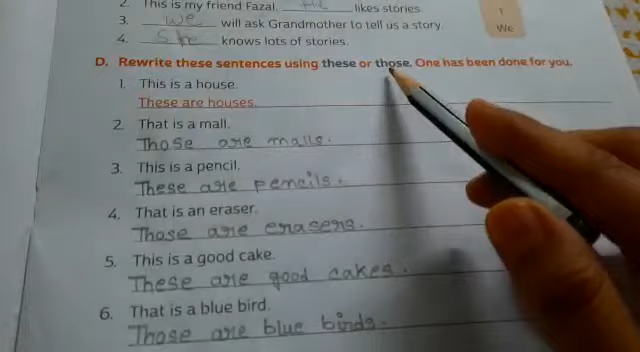 2. This is my friend Fazal. He likes stories.
1
3. We will ask Grandmother to tell us a story.
We
4. She knows lots of stories.
D. Rewrite these sentences using these or those. One has been done for you.
1. This is a house.
These are houses.
2. That is a mall.
Those are malls.
3. This is a pencil.
These are pencils.
4. That is an eraser.
Those are erasers.
5. This is a good cake.
These are good cakes.
6. That is a blue bird.
Those are blue birds.